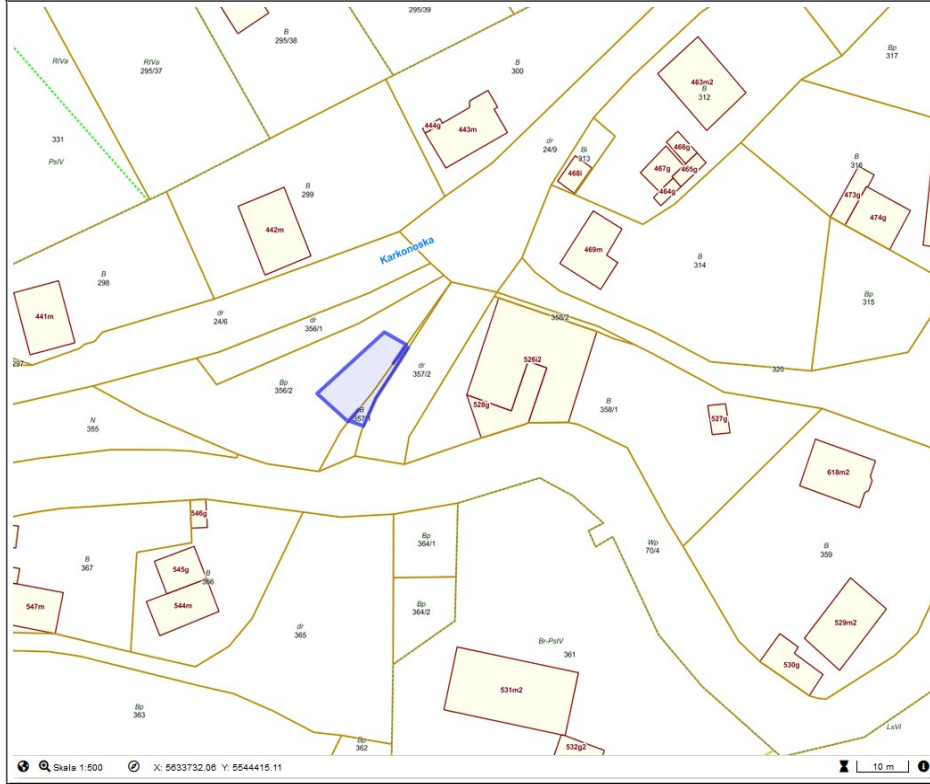 295/39
B
295/38
RIVa
RIVa
295/37
B
300
Bp
317
463m2
B
312
331
PsIV
444g
443m
dr
24/9
Bi
313
466g
467g
465g
468i
464g
B
316
473g
474g
B
299
442m
Karkonoska
469m
B
314
B
298
441m
dr
24/6
dr
356/1
Bp
315
297
358/2
320
dr
357/2
526i2
Bp
356/2
526g
B
357/1
B
358/1
527g
N
355
618m2
546g
Bp
364/1
Wp
70/4
B
359
B
367
545g
B
366
544m
547m
Bp
364/2
dr
365
Br-PsIV
361
529m2
530g
531m2
Bp
363
LsVI
Bp
362
532g2
Skala 1:500
X: 5633732.06 Y: 5544415.11
10 m